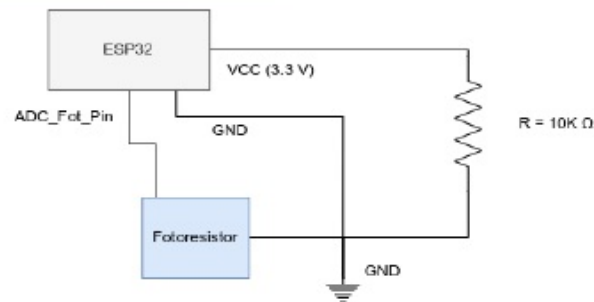 ESP32
VCC (3.3 V)
ADC_Fot_Pin
GND
R = 10K Ω
Fotoresistor
GND